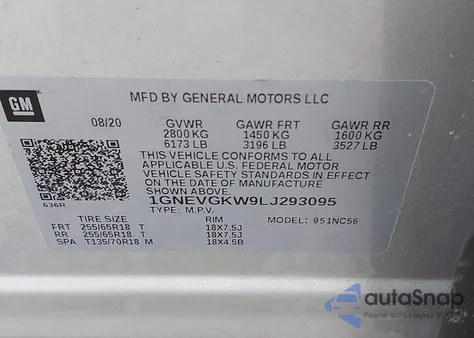 GM
MFD BY GENERAL MOTORS LLC
08/20 GVWR GAWR FRT GAWR RR
2800 KG 1450 KG 1600 KG
6173 LB 3196 LB 3527 LB
THIS VEHICLE CONFORMS TO ALL
APPLICABLE U.S. FEDERAL MOTOR
VEHICLE SAFETY STANDARDS IN EFFECT
ON THE DATE OF MANUFACTURE
1GNEVGKW9LJ293095
636R
TYPE: M.P.V. MODEL: 951NC56
TIRE SIZE RIM
FRT 255/65R18 T 18X7.5J
RR 255/65R18 T 18X7.5J
SPA T135/70R18 M 18X4.5B
autoSnap
Pewne auta z